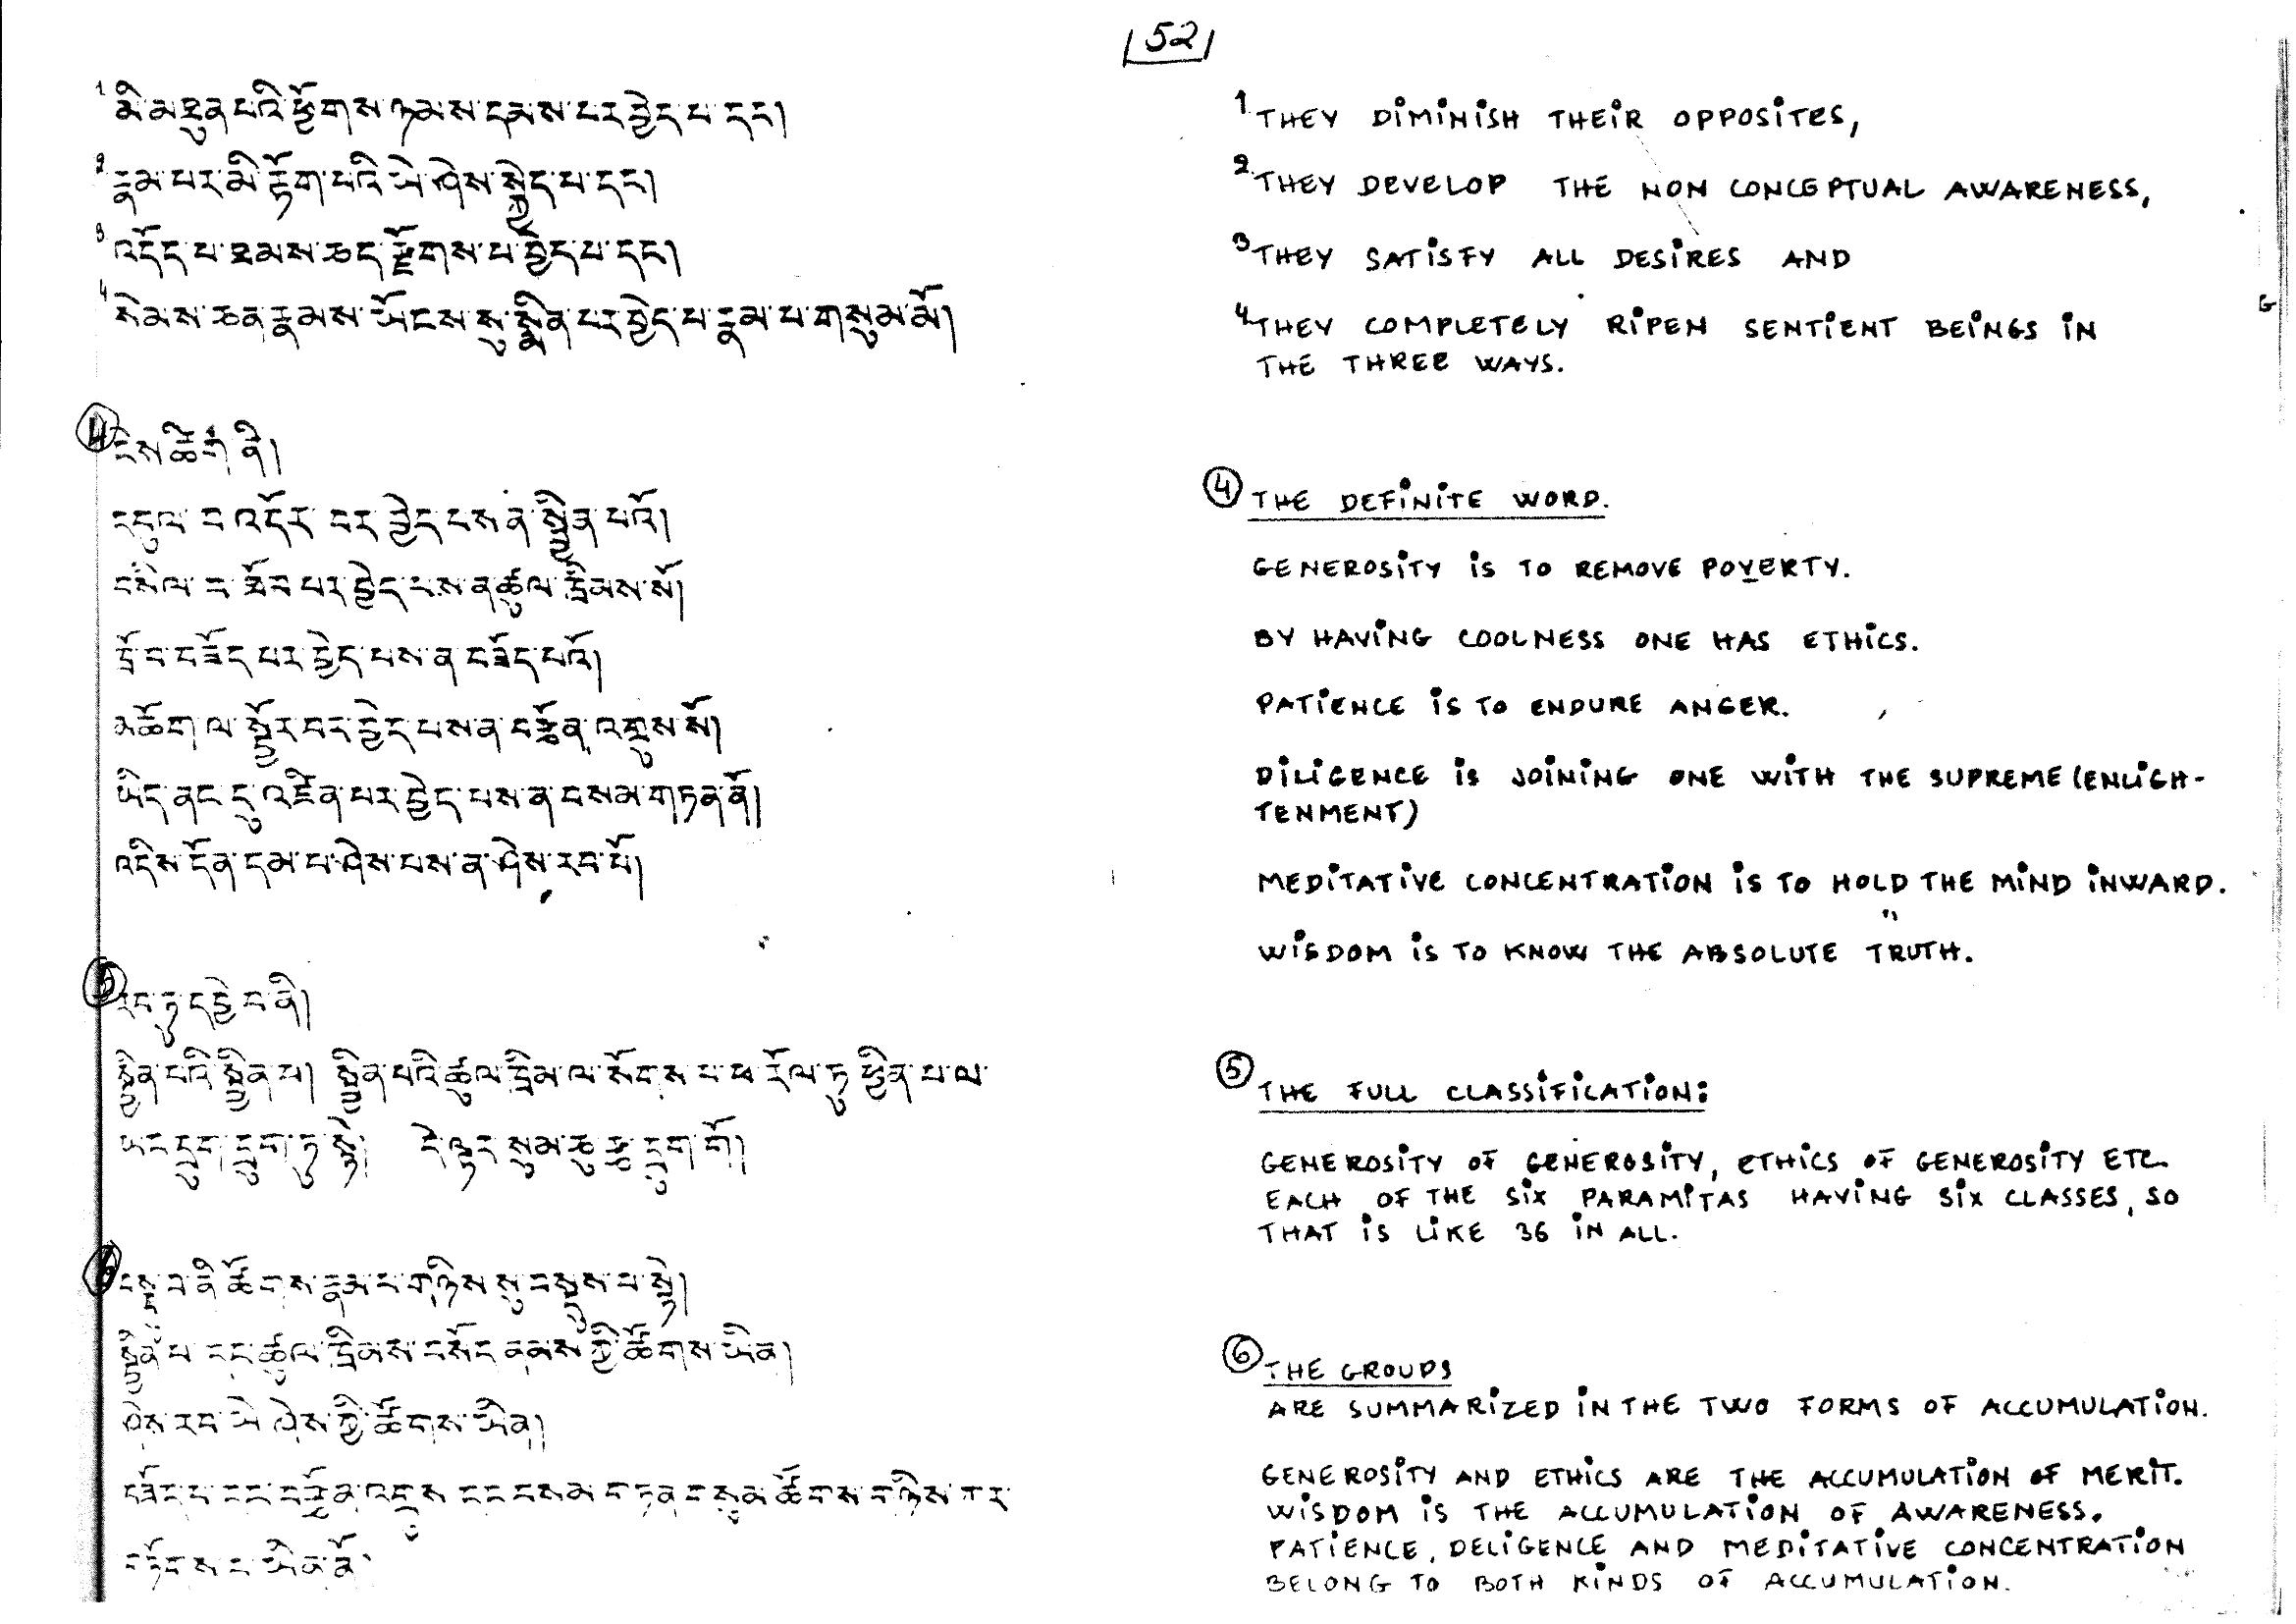 52
1 མི་མཐུན་པའི་ཕྱོགས་ཉམས་དམས་པར་བྱེད་པ་དང།
2 རྣམ་པར་མི་རྟོག་པའི་ཡེ་ཤེས་སྐྱེད་པ་དང།
3 འདོད་པ་ཐམས་ཆད་རྫོགས་པ་བྱེད་པ་དང།
4 སེམས་ཆན་རྣམས་ཡོངས་སུ་སྨིན་པར་བྱེད་པ་རྣམ་པ་གསུམ་མོ།
4 ངེས་ཚིག་ནི།
དབུལ་བ་འདོར་བར་བྱེད་པས་ན་སྦྱིན་པའོ།
བསིལ་བ་ཐོབ་པར་བྱེད་པས་ན་ཚུལ་ཁྲིམས་སོ།
ཁྲོ་བ་བཟོད་པར་བྱེད་པས་ན་བཟོད་པའོ།
མཆོག་ལ་སྦྱོར་བར་བྱེད་པས་ན་བརྩོན་འགྲུས་སོ།
ཡིད་ནང་དུ་འཛིན་པར་བྱེད་པས་ན་བསམ་གཏན་ནོ།
འདིས་དོན་དམ་པ་ཤེས་པས་ན་ཤེས་རབ་བོ།
5 རབ་ཏུ་དབྱེ་བ་ནི།
སྦྱིན་པའི་སྦྱིན་པ། སྦྱིན་པའི་ཚུལ་ཁྲིམ་ལ་སོགས་པ་ཕ་རོལ་ཏུ་ཕྱིན་པ་ལ་
ཡང་དྲུག་དྲུག་ཏུ་སྟེ། དེ་ལྟར་སུམ་ཆུ་རྩ་དྲུག་གོ།
6 བསྡུ་བ་ནི་ཚོགས་རྣམ་པ་གཉིས་སུ་བསྡུས་པ་སྟེ།
སྦྱིན་པ་དང་ཚུལ་ཁྲིམས་བསོད་ནམས་ཀྱི་ཚོགས་ཡིན།
ཤེས་རབ་ཡེ་ཤེས་ཀྱི་ཚོགས་ཡིན།
བཟོད་པ་དང་བརྩོན་འགྲུས་དང་བསམ་གཏན་གསུམ་ཚོགས་གཉིས་ཀར་
གཏོགས་པ་ཡིན་ནོ་
1 THEY DIMINISH THEIR OPPOSITES,
2 THEY DEVELOP THE NON CONCEPTUAL AWARENESS,
3 THEY SATISFY ALL DESIRES AND
4 THEY COMPLETELY RIPEN SENTIENT BEINGS IN
THE THREE WAYS.
4 THE DEFINITE WORD.
GENEROSITY IS TO REMOVE POVERTY.
BY HAVING COOLNESS ONE HAS ETHICS.
PATIENCE IS TO ENDURE ANGER.
DILIGENCE IS JOINING ONE WITH THE SUPREME (ENLIGH-
TENMENT)
MEDITATIVE CONCENTRATION IS TO HOLD THE MIND INWARD.
WISDOM IS TO KNOW THE ABSOLUTE TRUTH.
5 THE FULL CLASSIFICATION:
GENEROSITY OF GENEROSITY, ETHICS OF GENEROSITY ETC.
EACH OF THE SIX PARAMITAS HAVING SIX CLASSES, SO
THAT IS LIKE 36 IN ALL.
6 THE GROUPS
ARE SUMMARIZED IN THE TWO FORMS OF ACCUMULATION.
GENEROSITY AND ETHICS ARE THE ACCUMULATION OF MERIT.
WISDOM IS THE ACCUMULATION OF AWARENESS.
PATIENCE, DELIGENCE AND MEDITATIVE CONCENTRATION
BELONG TO BOTH KINDS OF ACCUMULATION.